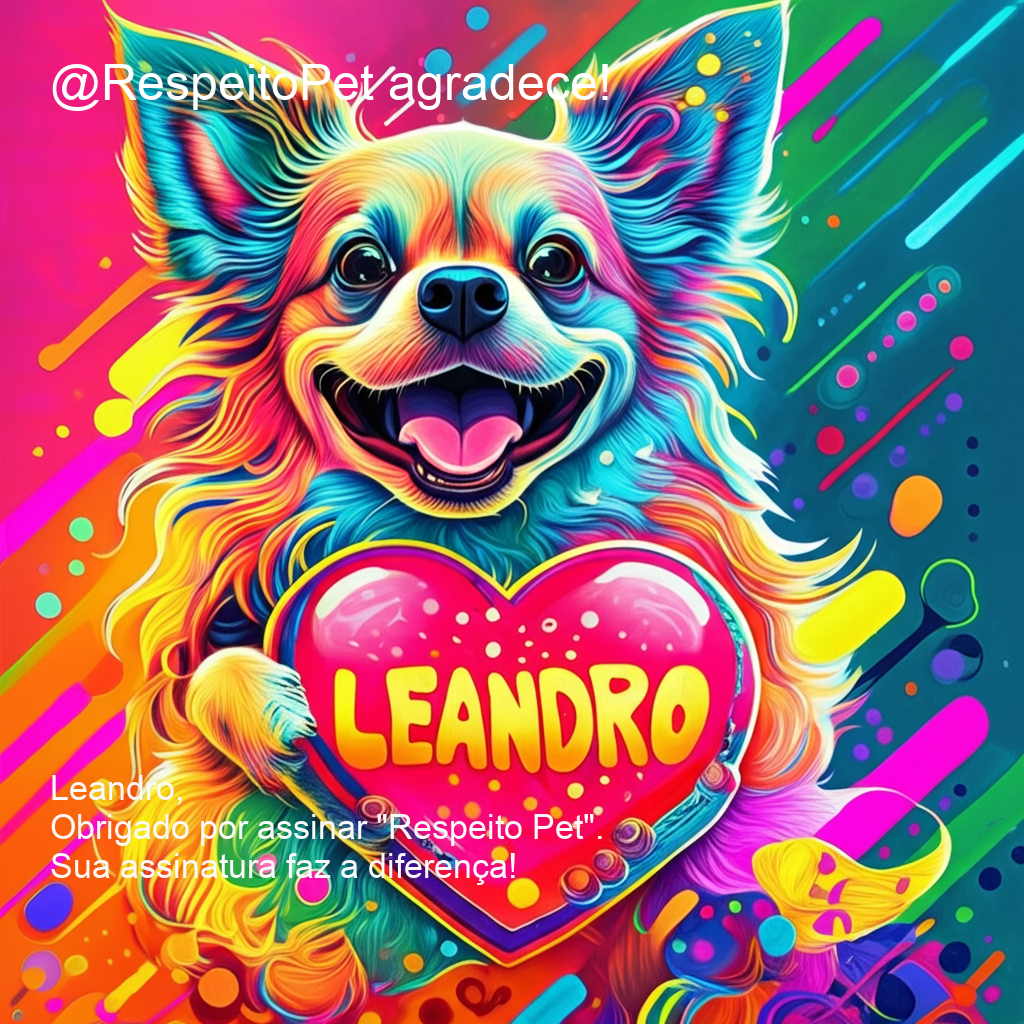 @RespeitoPet agradece!
LEANDRO
Leandro,
Obrigado por assinar "Respeito Pet".
Sua assinatura faz a diferença!